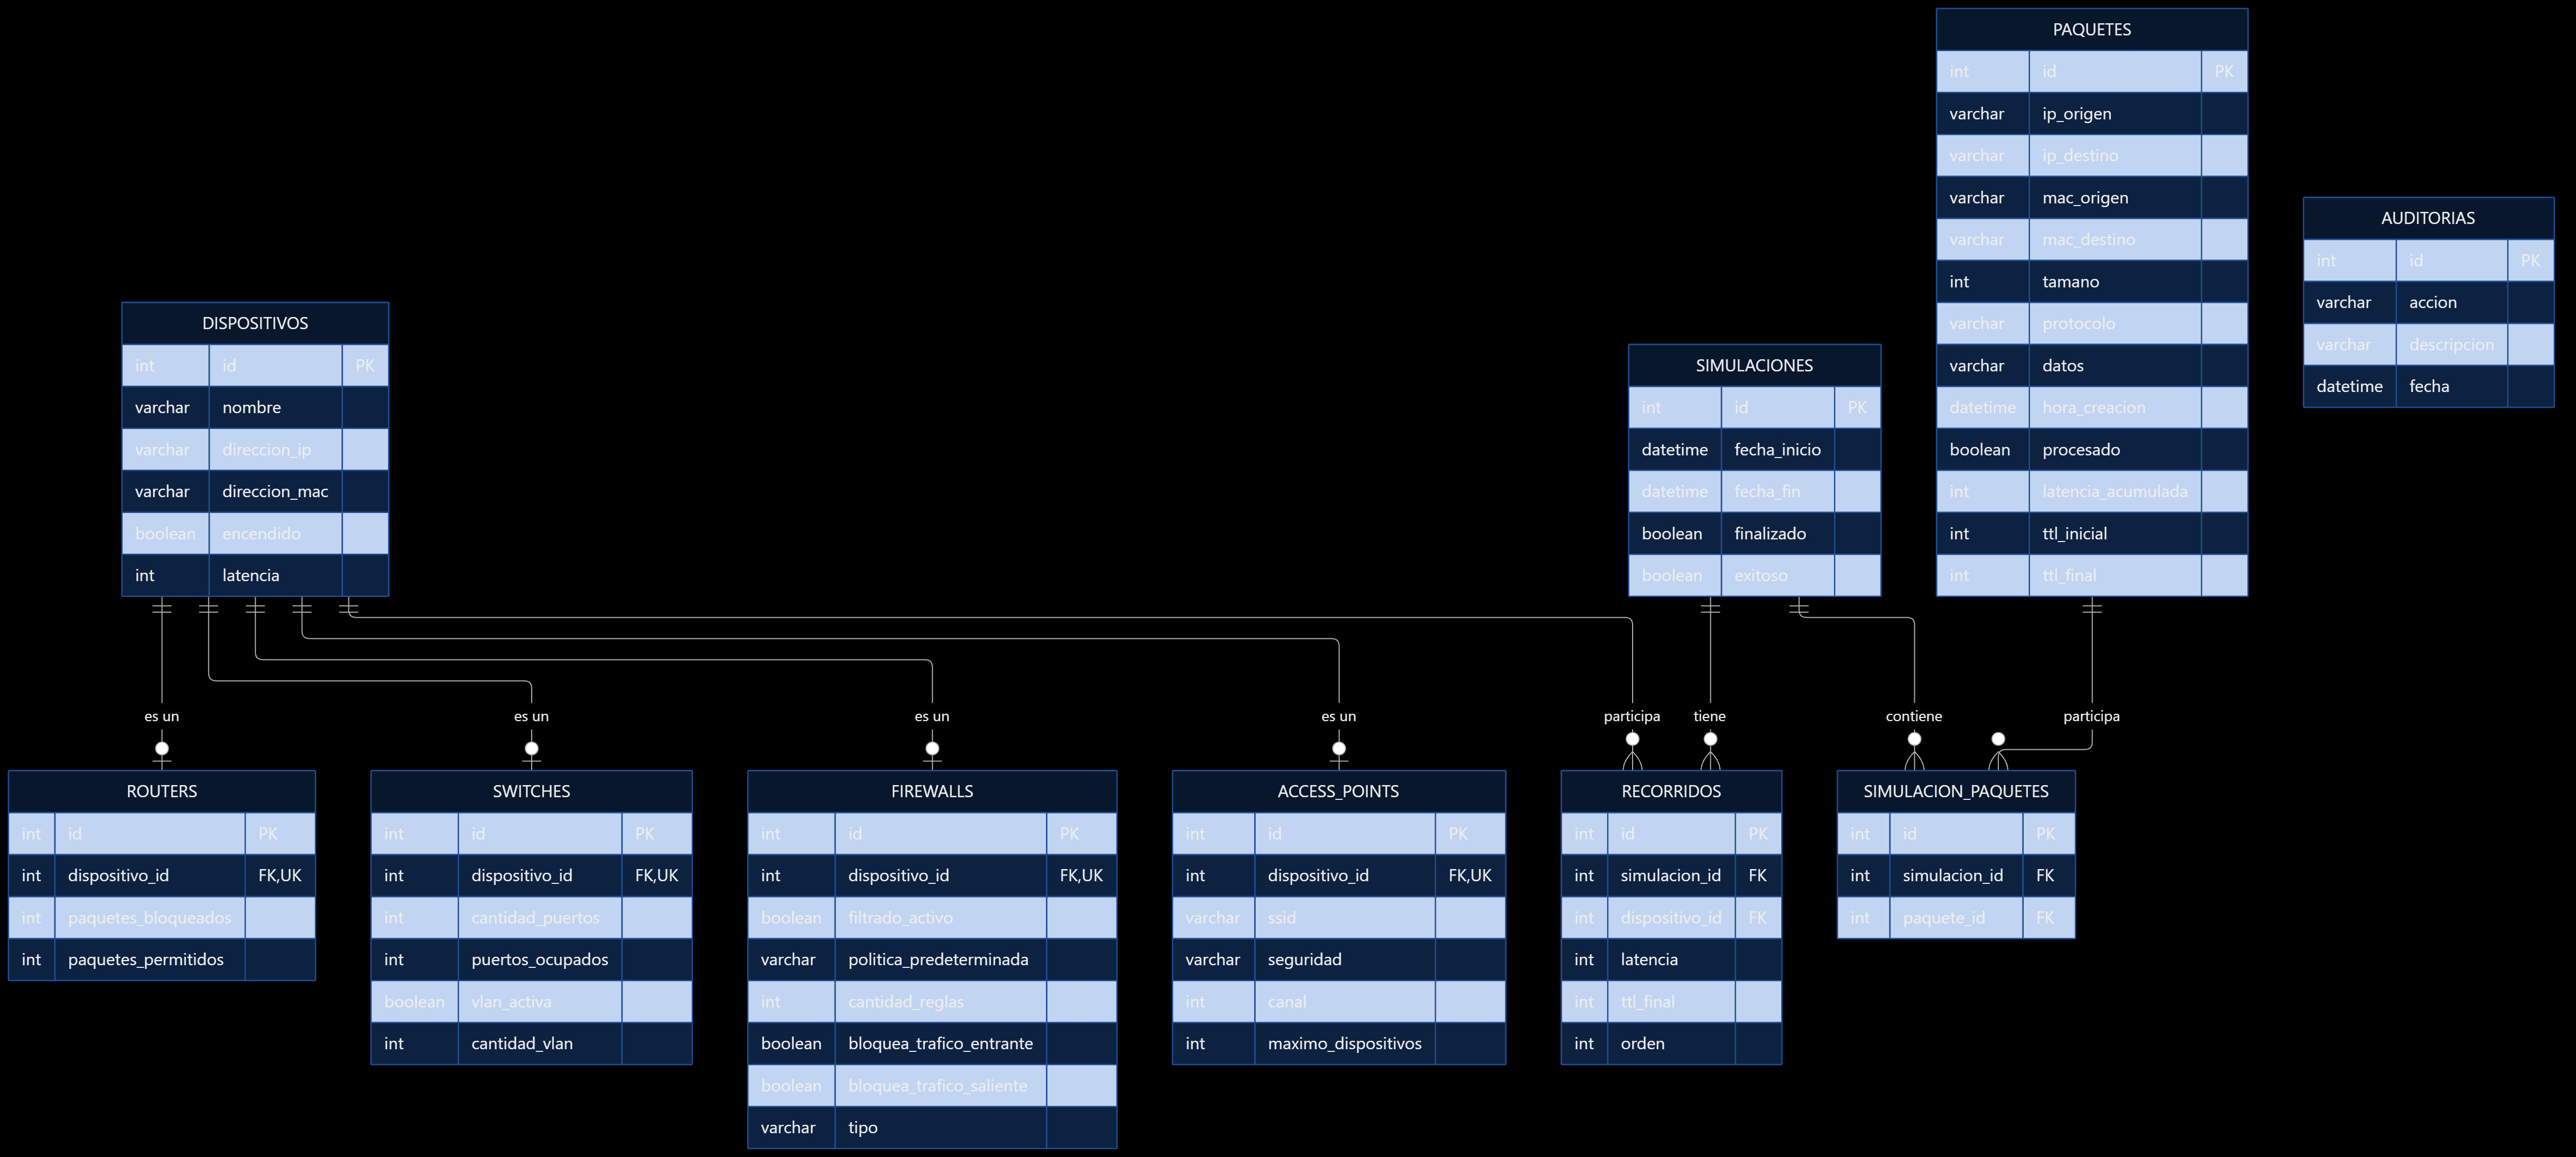 PAQUETES
int id PK
varchar ip_origen
varchar ip_destino
varchar mac_origen
varchar mac_destino
int tamano
varchar protocolo
varchar datos
datetime hora_creacion
boolean procesado
int latencia_acumulada
int ttl_inicial
int ttl_final
AUDITORIAS
int id PK
varchar accion
varchar descripcion
datetime fecha
DISPOSITIVOS
int id PK
varchar nombre
varchar direccion_ip
varchar direccion_mac
boolean encendido
int latencia
SIMULACIONES
int id PK
datetime fecha_inicio
datetime fecha_fin
boolean finalizado
boolean exitoso
es un
es un
es un
es un
participa
tiene
contiene
participa
ROUTERS
int id PK
int dispositivo_id FK,UK
int paquetes_bloqueados
int paquetes_permitidos
SWITCHES
int id PK
int dispositivo_id FK,UK
int cantidad_puertos
int puertos_ocupados
boolean vlan_activa
int cantidad_vlan
FIREWALLS
int id PK
int dispositivo_id FK,UK
boolean filtrado_activo
varchar politica_predeterminada
int cantidad_reglas
boolean bloquea_trafico_entrante
boolean bloquea_trafico_saliente
varchar tipo
ACCESS_POINTS
int id PK
int dispositivo_id FK,UK
varchar ssid
varchar seguridad
int canal
int maximo_dispositivos
RECORRIDOS
int id PK
int simulacion_id FK
int dispositivo_id FK
int latencia
int ttl_final
int orden
SIMULACION_PAQUETES
int id PK
int simulacion_id FK
int paquete_id FK